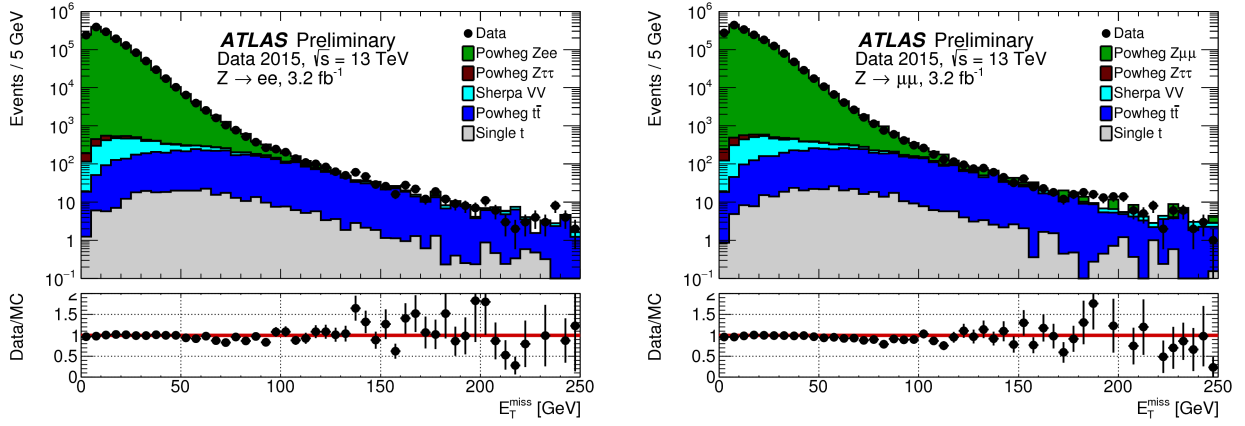 Events / 5 GeV
10⁶
10⁵
10⁴
10³
10²
10
1
10⁻¹
ATLAS Preliminary
Data 2015, √s = 13 TeV
Z → ee, 3.2 fb⁻¹
Data
Powheg Zee
Powheg Zττ
Sherpa VV
Powheg tt̄
Single t
Data/MC
2
1.5
1
0.5
0
0 50 100 150 200 250
E_T^miss [GeV]
Events / 5 GeV
10⁶
10⁵
10⁴
10³
10²
10
1
10⁻¹
ATLAS Preliminary
Data 2015, √s = 13 TeV
Z → μμ, 3.2 fb⁻¹
Data
Powheg Zμμ
Powheg Zττ
Sherpa VV
Powheg tt̄
Single t
Data/MC
2
1.5
1
0.5
0
0 50 100 150 200 250
E_T^miss [GeV]